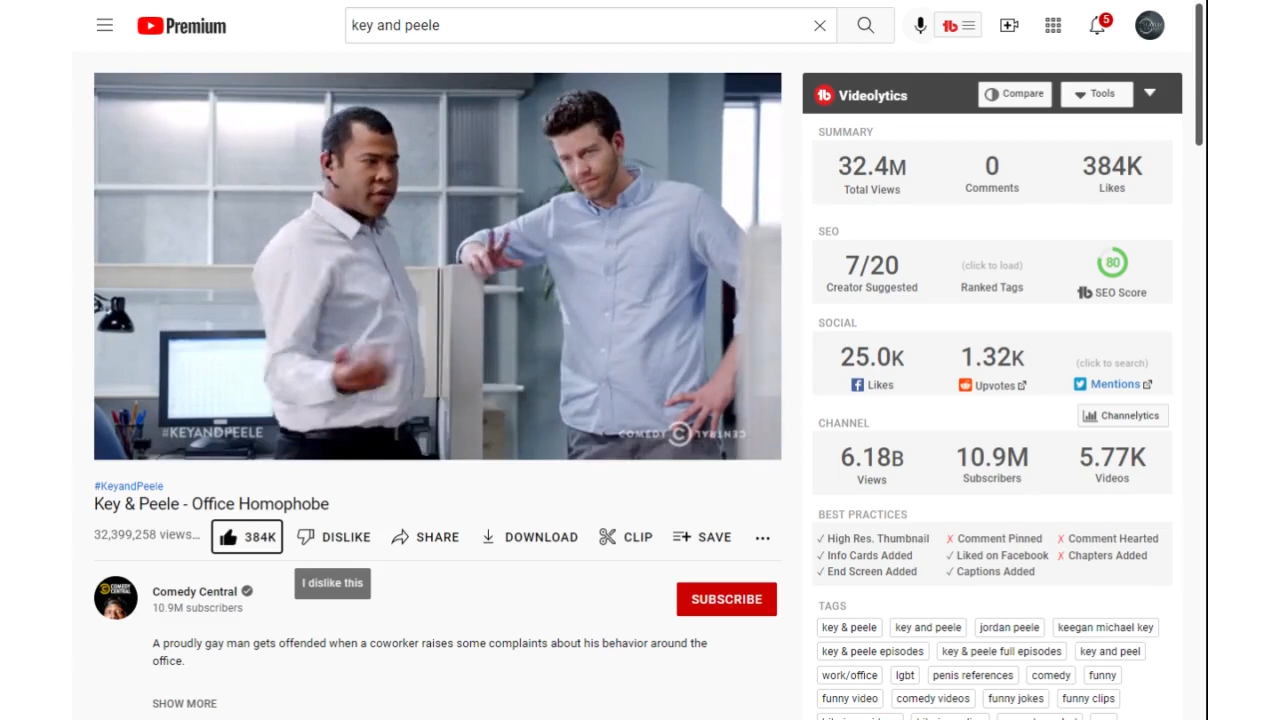 Premium
key and peele
5
#KEYANDPEELE
COMEDY CENTRAL
#KeyandPeele
Key & Peele - Office Homophobe
32,399,258 views...
384K
DISLIKE
SHARE
DOWNLOAD
CLIP
SAVE
I dislike this
COMEDY CENTRAL
Comedy Central
10.9M subscribers
SUBSCRIBE
A proudly gay man gets offended when a coworker raises some complaints about his behavior around the
office.
SHOW MORE
tb Videolytics
Compare
Tools
SUMMARY
32.4M 0 384K
Total Views Comments Likes
SEO
7/20 (click to load) 80
Creator Suggested Ranked Tags tb SEO Score
SOCIAL
25.0K 1.32K (click to search)
Likes Upvotes Mentions
CHANNEL
Channelytics
6.18B 10.9M 5.77K
Views Subscribers Videos
BEST PRACTICES
✓ High Res. Thumbnail ✗ Comment Pinned ✗ Comment Hearted
✓ Info Cards Added ✓ Liked on Facebook ✗ Chapters Added
✓ End Screen Added ✓ Captions Added
TAGS
key & peele key and peele jordan peele keegan michael key
key & peele episodes key & peele full episodes key and peel
work/office lgbt penis references comedy funny
funny video comedy videos funny jokes funny clips